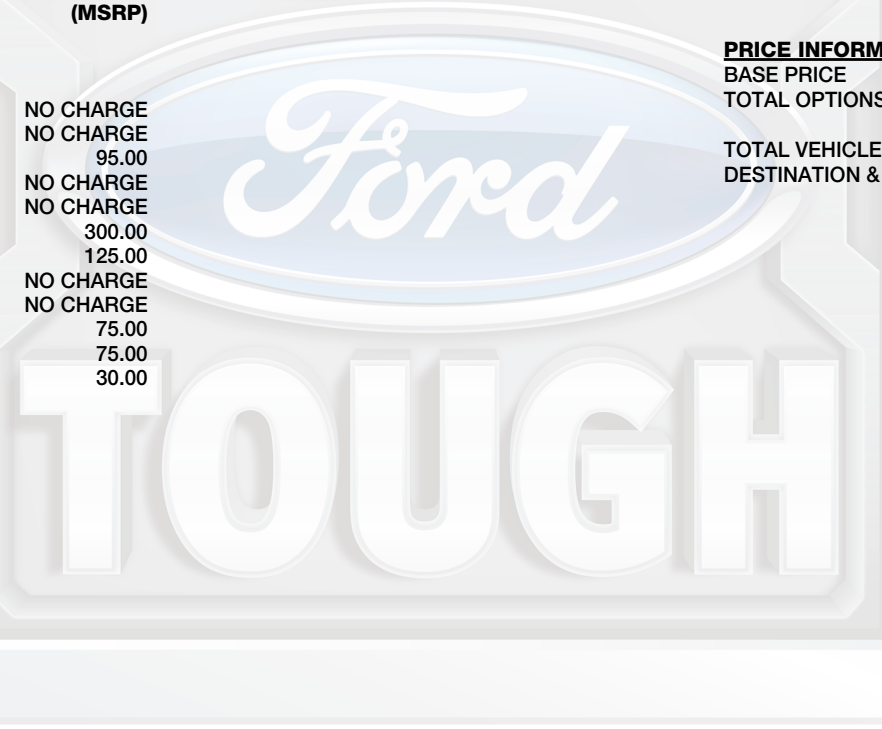 (MSRP)
NO CHARGE
NO CHARGE
95.00
NO CHARGE
NO CHARGE
300.00
125.00
NO CHARGE
NO CHARGE
75.00
75.00
30.00
PRICE INFORM
BASE PRICE
TOTAL OPTIONS
TOTAL VEHICLE
DESTINATION &
Ford
TOUGH